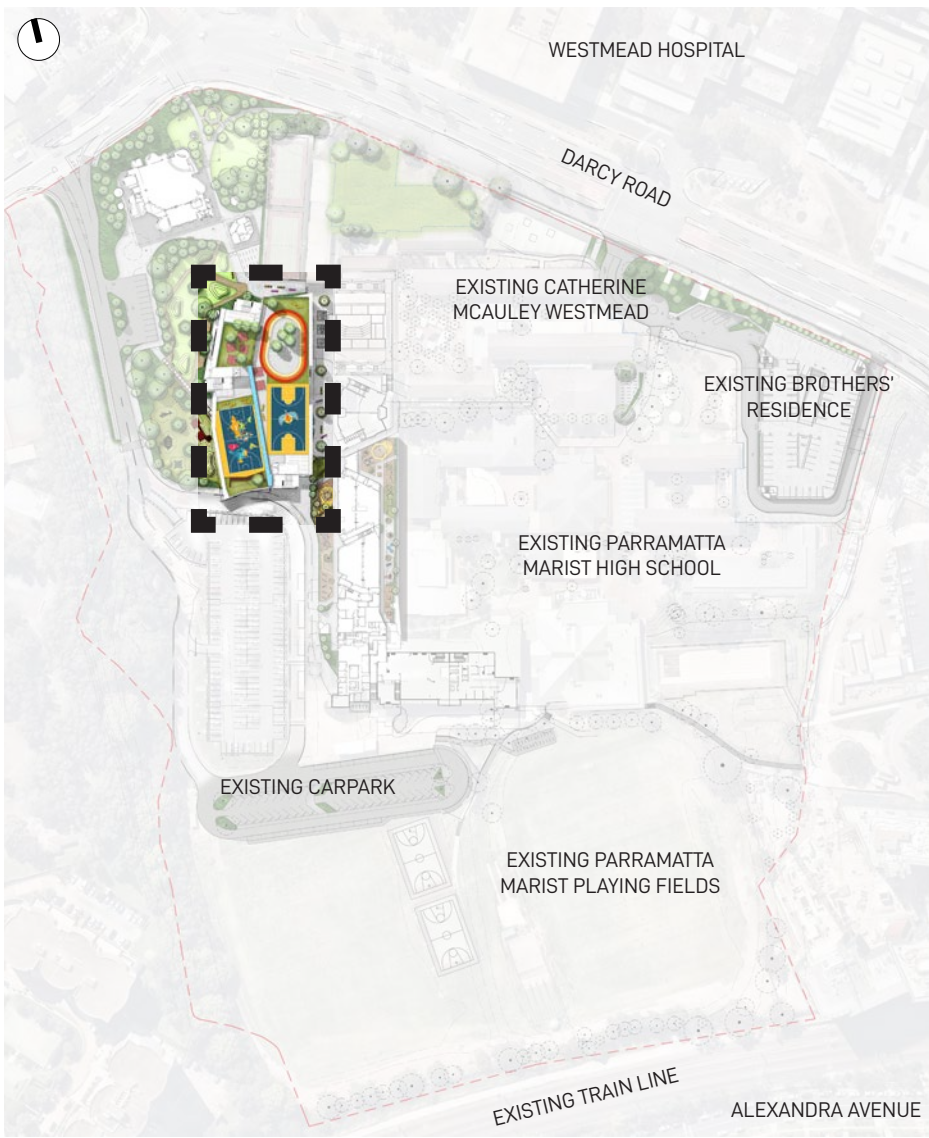 WESTMEAD HOSPITAL
DARCY ROAD
EXISTING CATHERINE
MCAULEY WESTMEAD
EXISTING BROTHERS'
RESIDENCE
EXISTING PARRAMATTA
MARIST HIGH SCHOOL
EXISTING CARPARK
EXISTING PARRAMATTA
MARIST PLAYING FIELDS
EXISTING TRAIN LINE
ALEXANDRA AVENUE